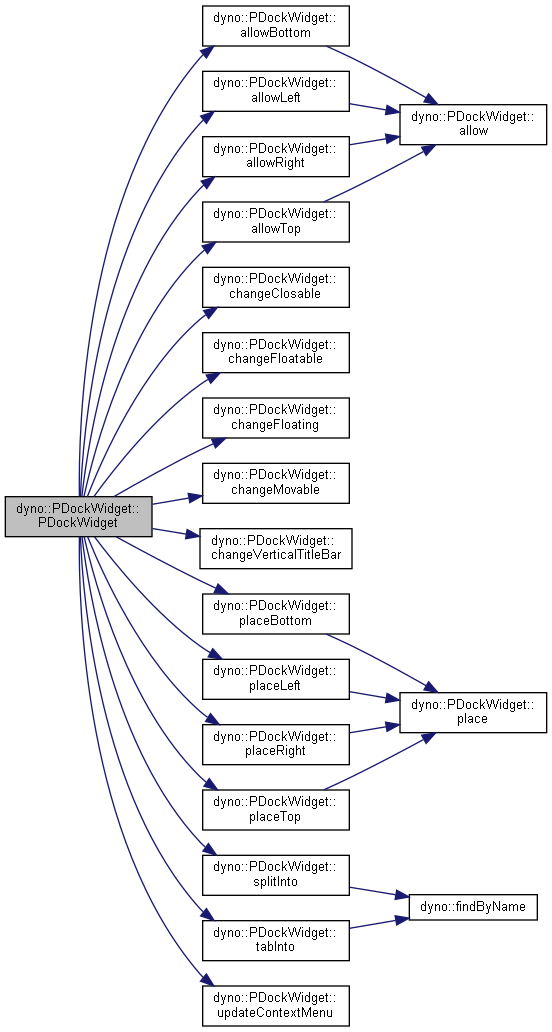 dyno::PDockWidget::
PDockWidget
dyno::PDockWidget::
allowBottom
dyno::PDockWidget::
allowLeft
dyno::PDockWidget::
allowRight
dyno::PDockWidget::
allowTop
dyno::PDockWidget::
allow
dyno::PDockWidget::
changeClosable
dyno::PDockWidget::
changeFloatable
dyno::PDockWidget::
changeFloating
dyno::PDockWidget::
changeMovable
dyno::PDockWidget::
changeVerticalTitleBar
dyno::PDockWidget::
placeBottom
dyno::PDockWidget::
placeLeft
dyno::PDockWidget::
placeRight
dyno::PDockWidget::
placeTop
dyno::PDockWidget::
place
dyno::PDockWidget::
splitInto
dyno::PDockWidget::
tabInto
dyno::findByName
dyno::PDockWidget::
updateContextMenu